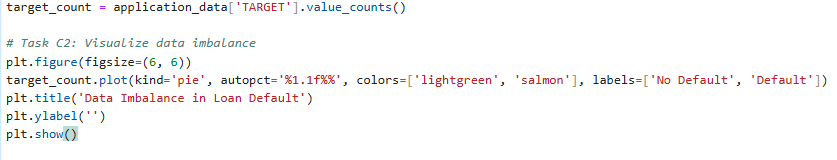 target_count = application_data['TARGET'].value_counts()
# Task C2: Visualize data imbalance
plt.figure(figsize=(6, 6))
target_count.plot(kind='pie', autopct='%1.1f%%', colors=['lightgreen', 'salmon'], labels=['No Default', 'Default'])
plt.title('Data Imbalance in Loan Default')
plt.ylabel('')
plt.show()